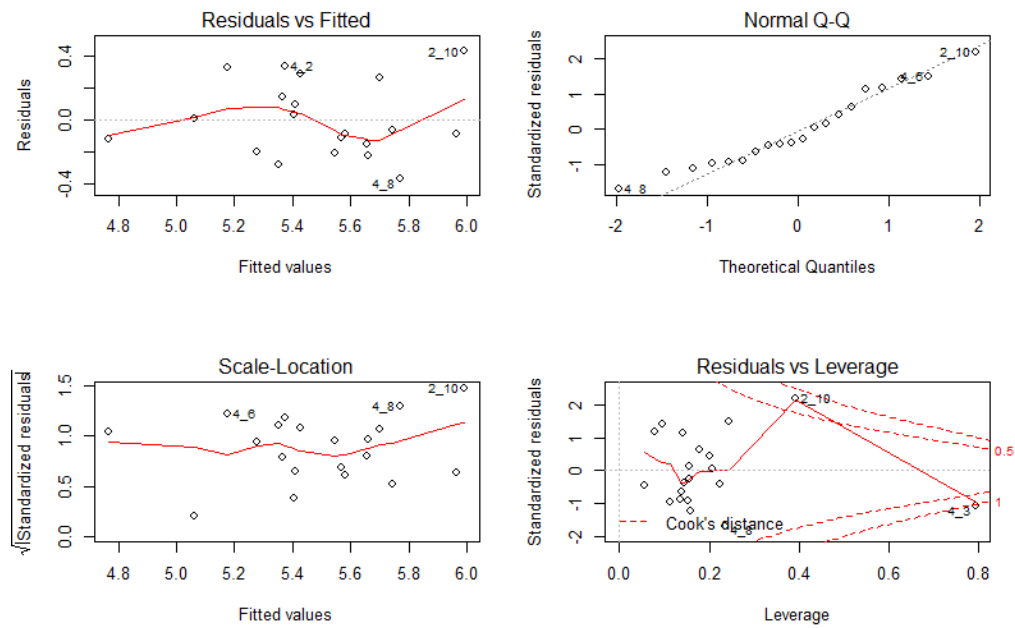 Residuals vs Fitted
Residuals
0.4
0.0
-0.4
4_2
2_10
4_8
4.8 5.0 5.2 5.4 5.6 5.8 6.0
Fitted values
Normal Q-Q
Standardized residuals
2
1
0
-1
2_10
4_6
4_8
-2 -1 0 1 2
Theoretical Quantiles
Scale-Location
√|Standardized residuals|
1.5
1.0
0.5
0.0
4_6
4_8
2_10
4.8 5.0 5.2 5.4 5.6 5.8 6.0
Fitted values
Residuals vs Leverage
Standardized residuals
2
1
0
-1
-2
2_10
0.5
1
4_3
Cook's distance
4_8
0.0 0.2 0.4 0.6 0.8
Leverage